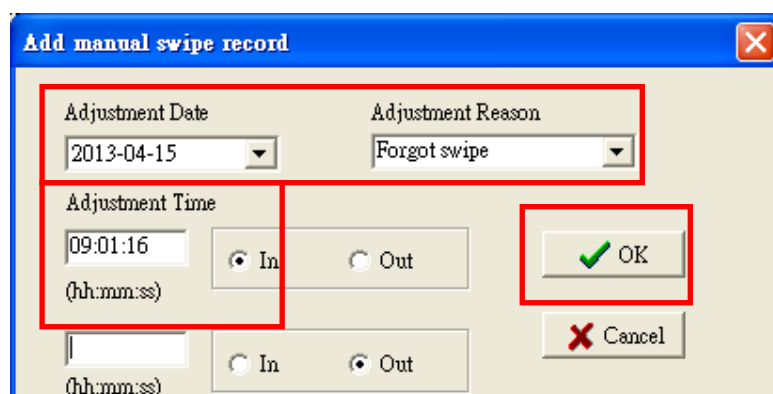 Add manual swipe record
Adjustment Date
Adjustment Reason
2013-04-15
Forgot swipe
Adjustment Time
09:01:16
In
Out
OK
(hh:mm:ss)
Cancel
In
Out
(hh:mm:ss)